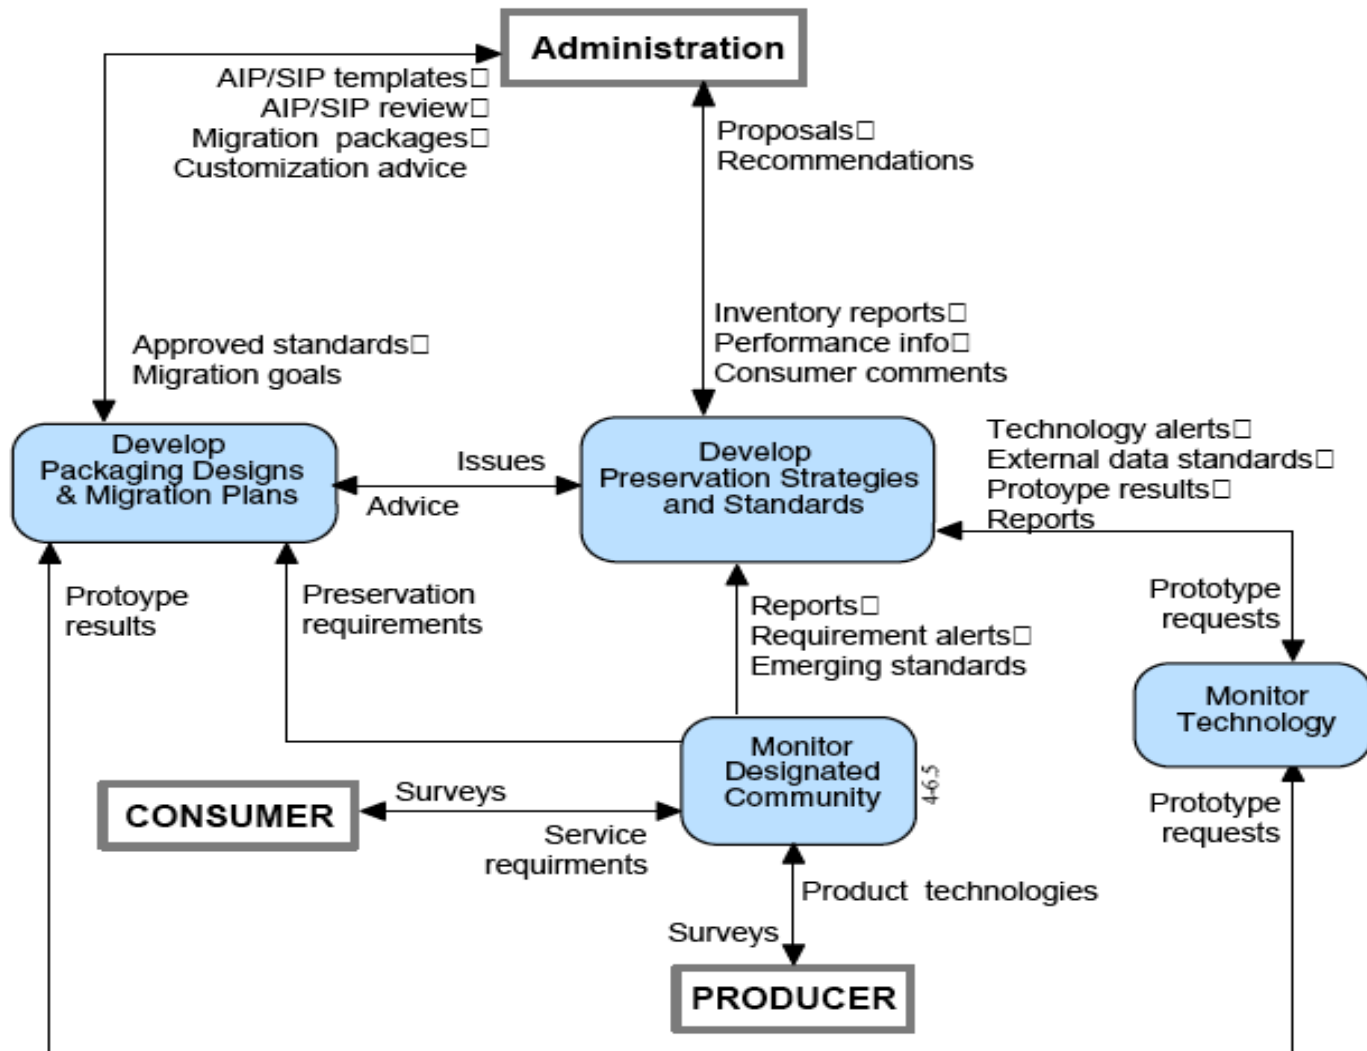 Administration
AIP/SIP templates□
AIP/SIP review□
Migration packages□
Customization advice
Proposals□
Recommendations
Inventory reports□
Performance info□
Consumer comments
Approved standards□
Migration goals
Develop
Packaging Designs
& Migration Plans
Issues
Advice
Develop
Preservation Strategies
and Standards
Technology alerts□
External data standards□
Protoype results□
Reports
Protoype
results
Preservation
requirements
Reports□
Requirement alerts□
Emerging standards
Prototype
requests
Monitor
Technology
Monitor
Designated
Community
4-6.5
CONSUMER
Surveys
Service
requirments
Prototype
requests
Product technologies
Surveys
PRODUCER